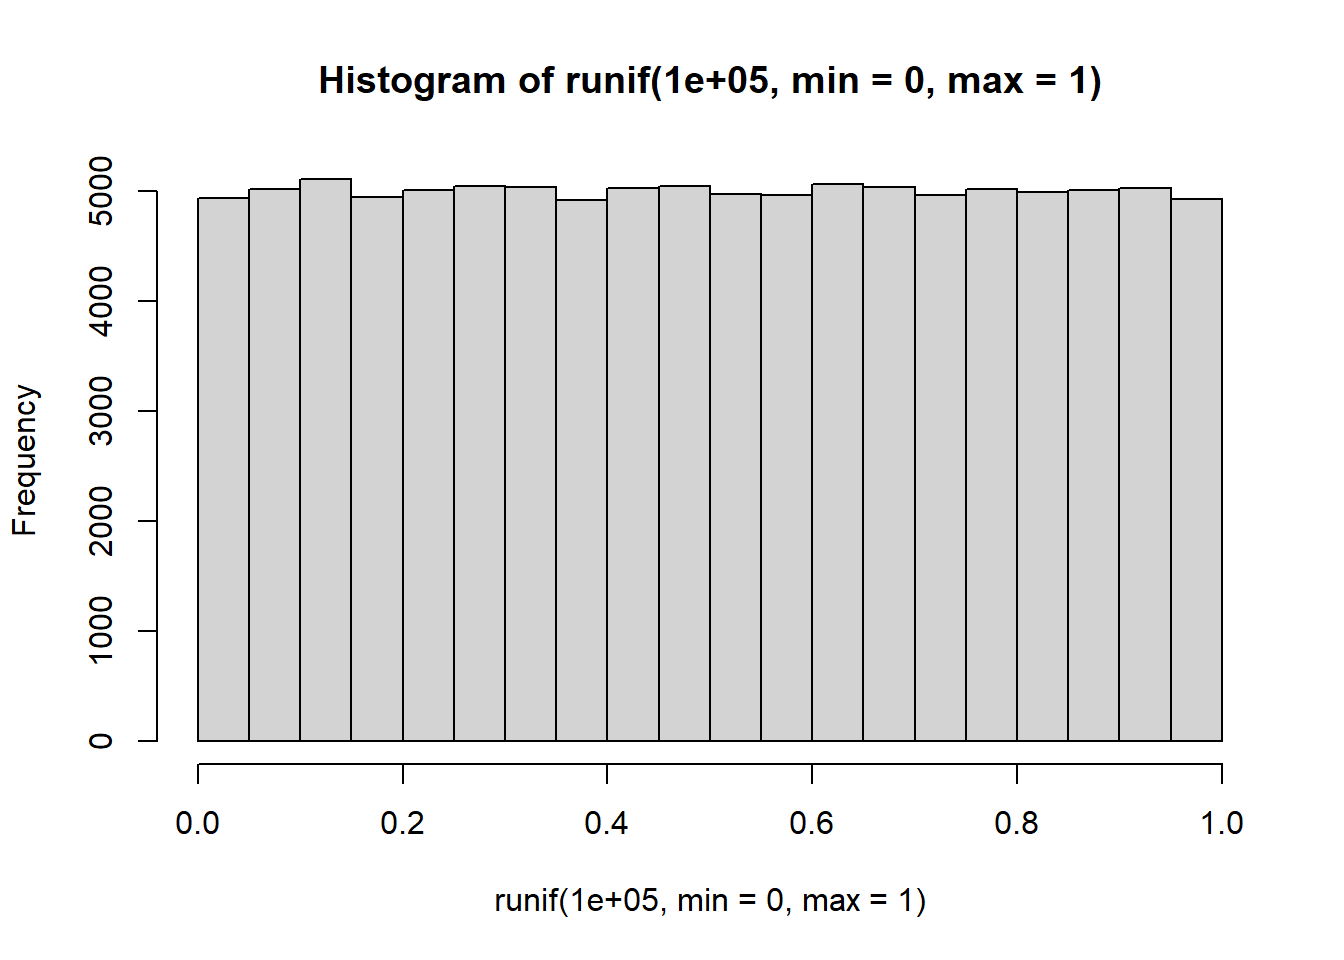 Histogram of runif(1e+05, min = 0, max = 1)
Frequency
5000
4000
3000
2000
1000
0
0.0 0.2 0.4 0.6 0.8 1.0
runif(1e+05, min = 0, max = 1)